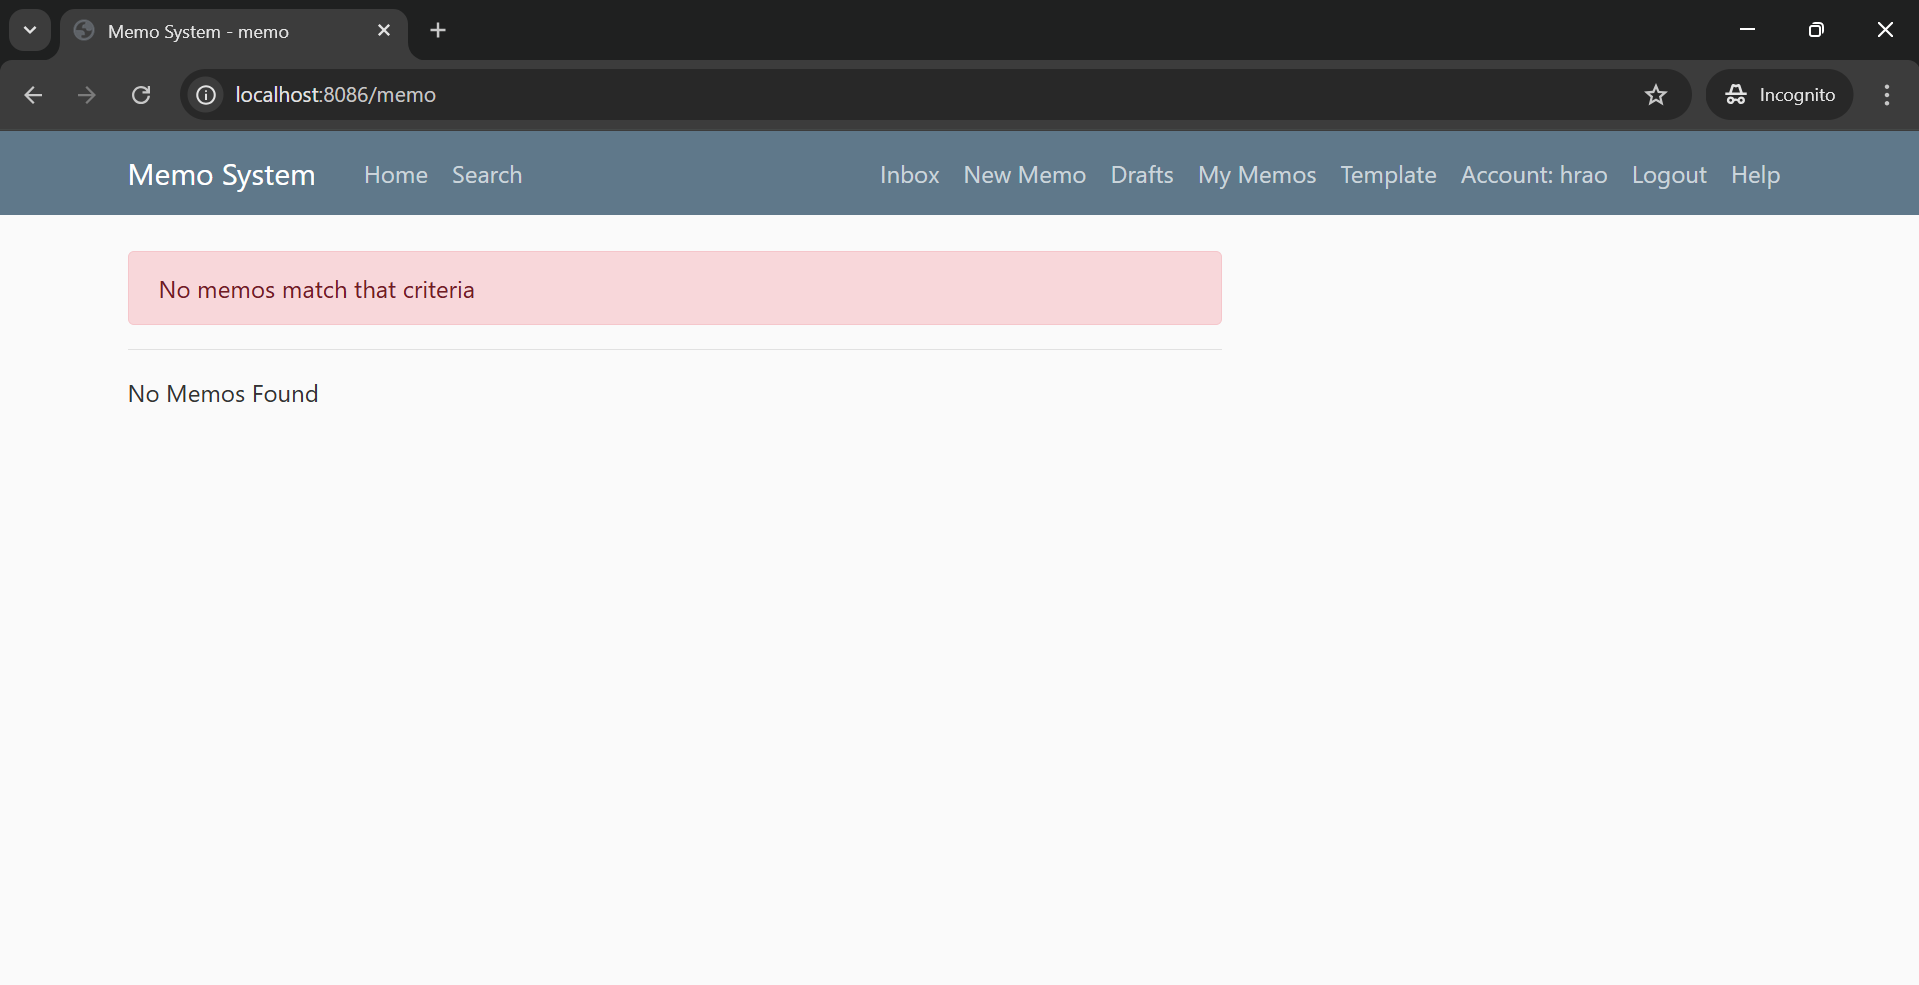 Memo System - memo
localhost:8086/memo
Incognito
Memo System Home Search Inbox New Memo Drafts My Memos Template Account: hrao Logout Help
No memos match that criteria
No Memos Found